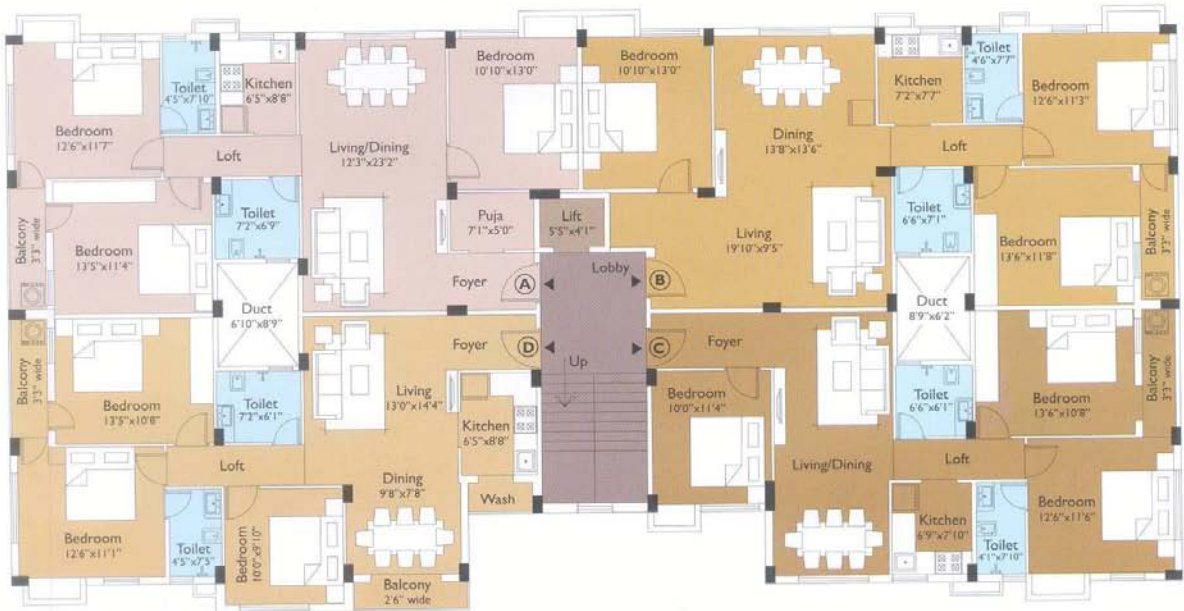 Bedroom
12'6"x11'7"
Toilet
4'5"x7'10"
Kitchen
6'5"x8'8"
Living/Dining
12'3"x23'2"
Bedroom
10'10"x13'0"
Loft
Balcony
3'3" wide
Bedroom
13'5"x11'4"
Toilet
7'2"x6'9"
Puja
7'1"x5'0"
Lift
5'5"x4'1"
Foyer
A
Duct
6'10"x8'9"
Bedroom
10'10"x13'0"
Dining
13'8"x13'6"
Kitchen
7'2"x7'7"
Toilet
4'6"x7'7"
Bedroom
12'6"x11'3"
Loft
Living
19'10"x9'5"
Toilet
6'6"x7'1"
Bedroom
13'6"x11'8"
Balcony
3'3" wide
Lobby
B
Duct
8'9"x6'2"
Balcony
3'3" wide
Bedroom
13'5"x10'8"
Toilet
7'2"x6'1"
Living
13'0"x14'4"
Foyer
D
Up
Kitchen
6'5"x8'8"
Wash
Loft
Dining
9'8"x7'8"
Bedroom
12'6"x11'1"
Toilet
4'5"x7'5"
Bedroom
10'0"x9'10"
Balcony
2'6" wide
C
Foyer
Bedroom
10'0"x11'4"
Living/Dining
Toilet
6'6"x6'1"
Bedroom
13'6"x10'8"
Balcony
3'3" wide
Loft
Kitchen
6'9"x7'10"
Toilet
4'1"x7'10"
Bedroom
12'6"x11'6"